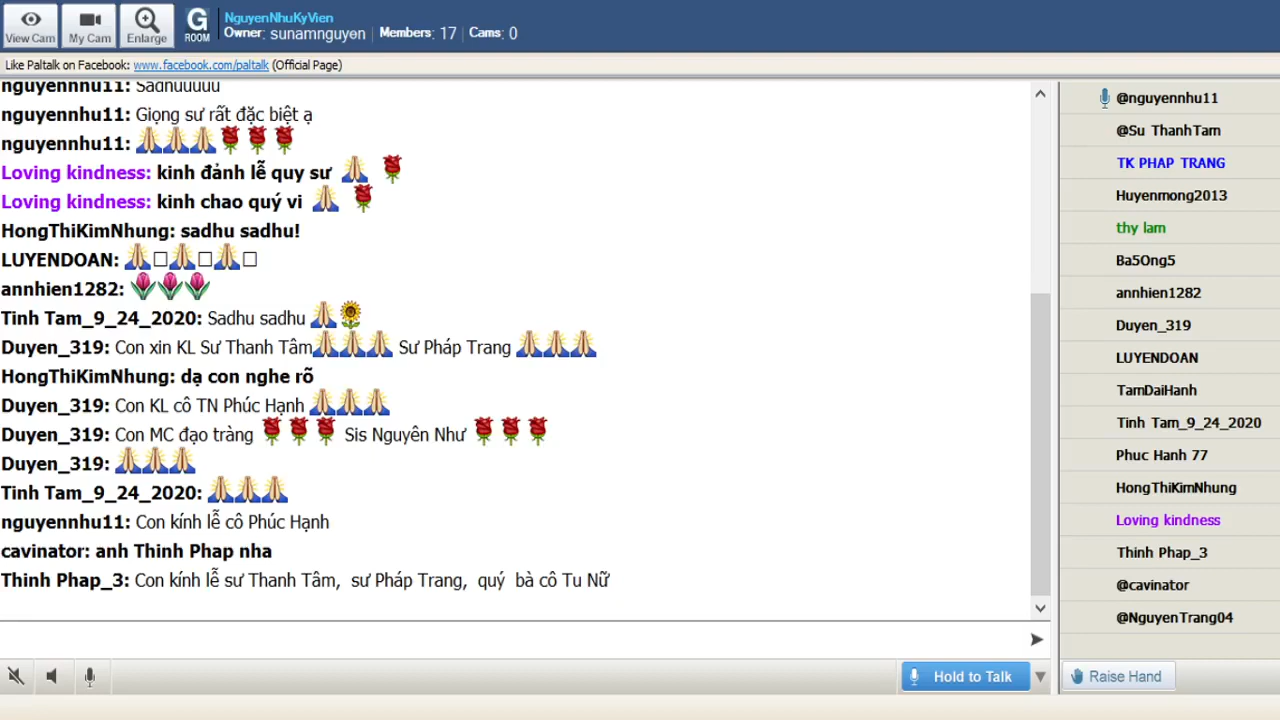 View Cam
My Cam
Enlarge
G
ROOM
NguyenNhuKyVien
Owner: sunamnguyen | Members: 17 | Cams: 0
Like Paltalk on Facebook: www.facebook.com/paltalk (Official Page)
nguyennhu11: Sadhuuuuu
nguyennhu11: Giọng sư rất đặc biệt ạ
nguyennhu11:
Loving kindness: kinh đảnh lễ quy sư
Loving kindness: kinh chao quý vi
HongThiKimNhung: sadhu sadhu!
LUYENDOAN:
annhien1282:
Tinh Tam_9_24_2020: Sadhu sadhu
Duyen_319: Con xin KL Sư Thanh Tâm Sư Pháp Trang
HongThiKimNhung: dạ con nghe rõ
Duyen_319: Con KL cô TN Phúc Hạnh
Duyen_319: Con MC đạo tràng Sis Nguyên Như
Duyen_319:
Tinh Tam_9_24_2020:
nguyennhu11: Con kính lễ cô Phúc Hạnh
cavinator: anh Thinh Phap nha
Thinh Phap_3: Con kính lễ sư Thanh Tâm, sư Pháp Trang, quý bà cô Tu Nữ
Hold to Talk
@nguyennhu11
@Su ThanhTam
TK PHAP TRANG
Huyenmong2013
thy lam
Ba5Ong5
annhien1282
Duyen_319
LUYENDOAN
TamDaiHanh
Tinh Tam_9_24_2020
Phuc Hanh 77
HongThiKimNhung
Loving kindness
Thinh Phap_3
@cavinator
@NguyenTrang04
Raise Hand